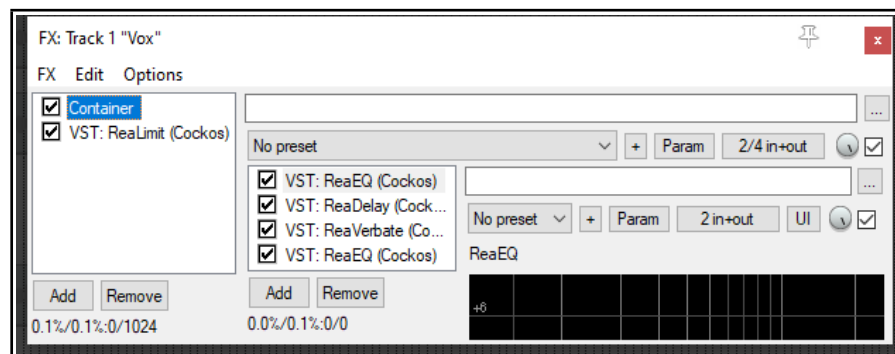 FX: Track 1 "Vox"
x
FX Edit Options
Container
VST: ReaLimit (Cockos)
...
No preset + Param 2/4 in+out
VST: ReaEQ (Cockos)
VST: ReaDelay (Cock...
VST: ReaVerbate (Co...
VST: ReaEQ (Cockos)
...
No preset + Param 2 in+out UI
ReaEQ
+6
Add Remove
0.1%/0.1%:0/1024
Add Remove
0.0%/0.1%:0/0